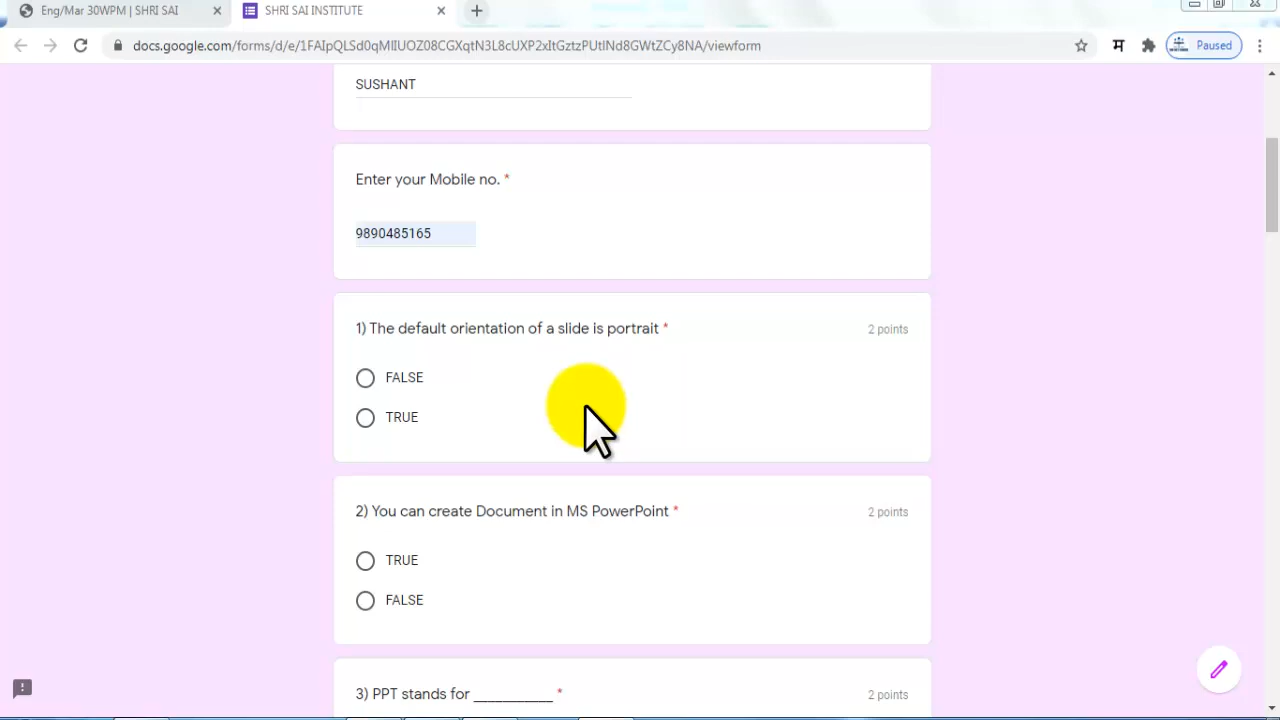 Eng/Mar 30WPM | SHRI SAI
SHRI SAI INSTITUTE
docs.google.com/forms/d/e/1FAIpQLSd0qMlIUOZ08CGXqtN3L8cUXP2xItGztzPUtlNd8GWtZCy8NA/viewform
म
Paused
SUSHANT
Enter your Mobile no. *
9890485165
1) The default orientation of a slide is portrait *
2 points
FALSE
TRUE
2) You can create Document in MS PowerPoint *
2 points
TRUE
FALSE
3) PPT stands for ___________ *
2 points